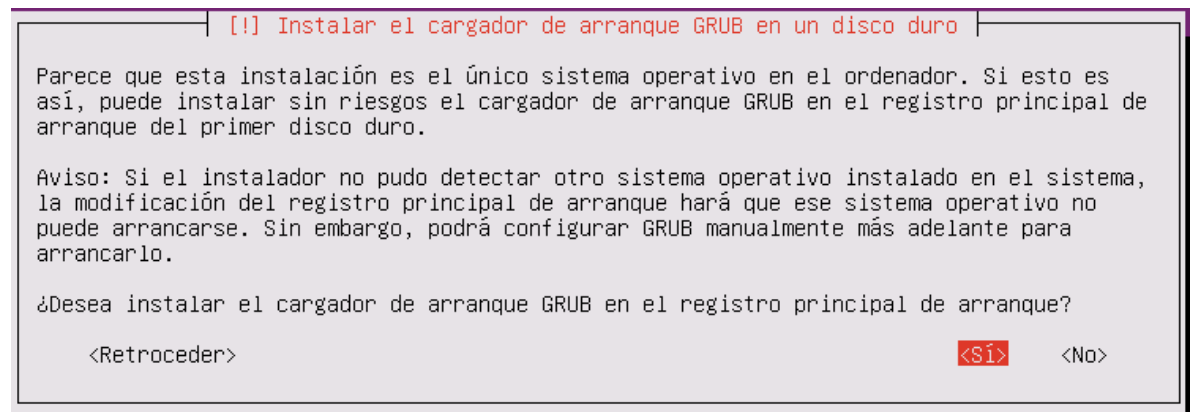 [!] Instalar el cargador de arranque GRUB en un disco duro
Parece que esta instalación es el único sistema operativo en el ordenador. Si esto es
así, puede instalar sin riesgos el cargador de arranque GRUB en el registro principal de
arranque del primer disco duro.
Aviso: Si el instalador no pudo detectar otro sistema operativo instalado en el sistema,
la modificación del registro principal de arranque hará que ese sistema operativo no
puede arrancarse. Sin embargo, podrá configurar GRUB manualmente más adelante para
arrancarlo.
¿Desea instalar el cargador de arranque GRUB en el registro principal de arranque?
<Retroceder> <Sí> <No>